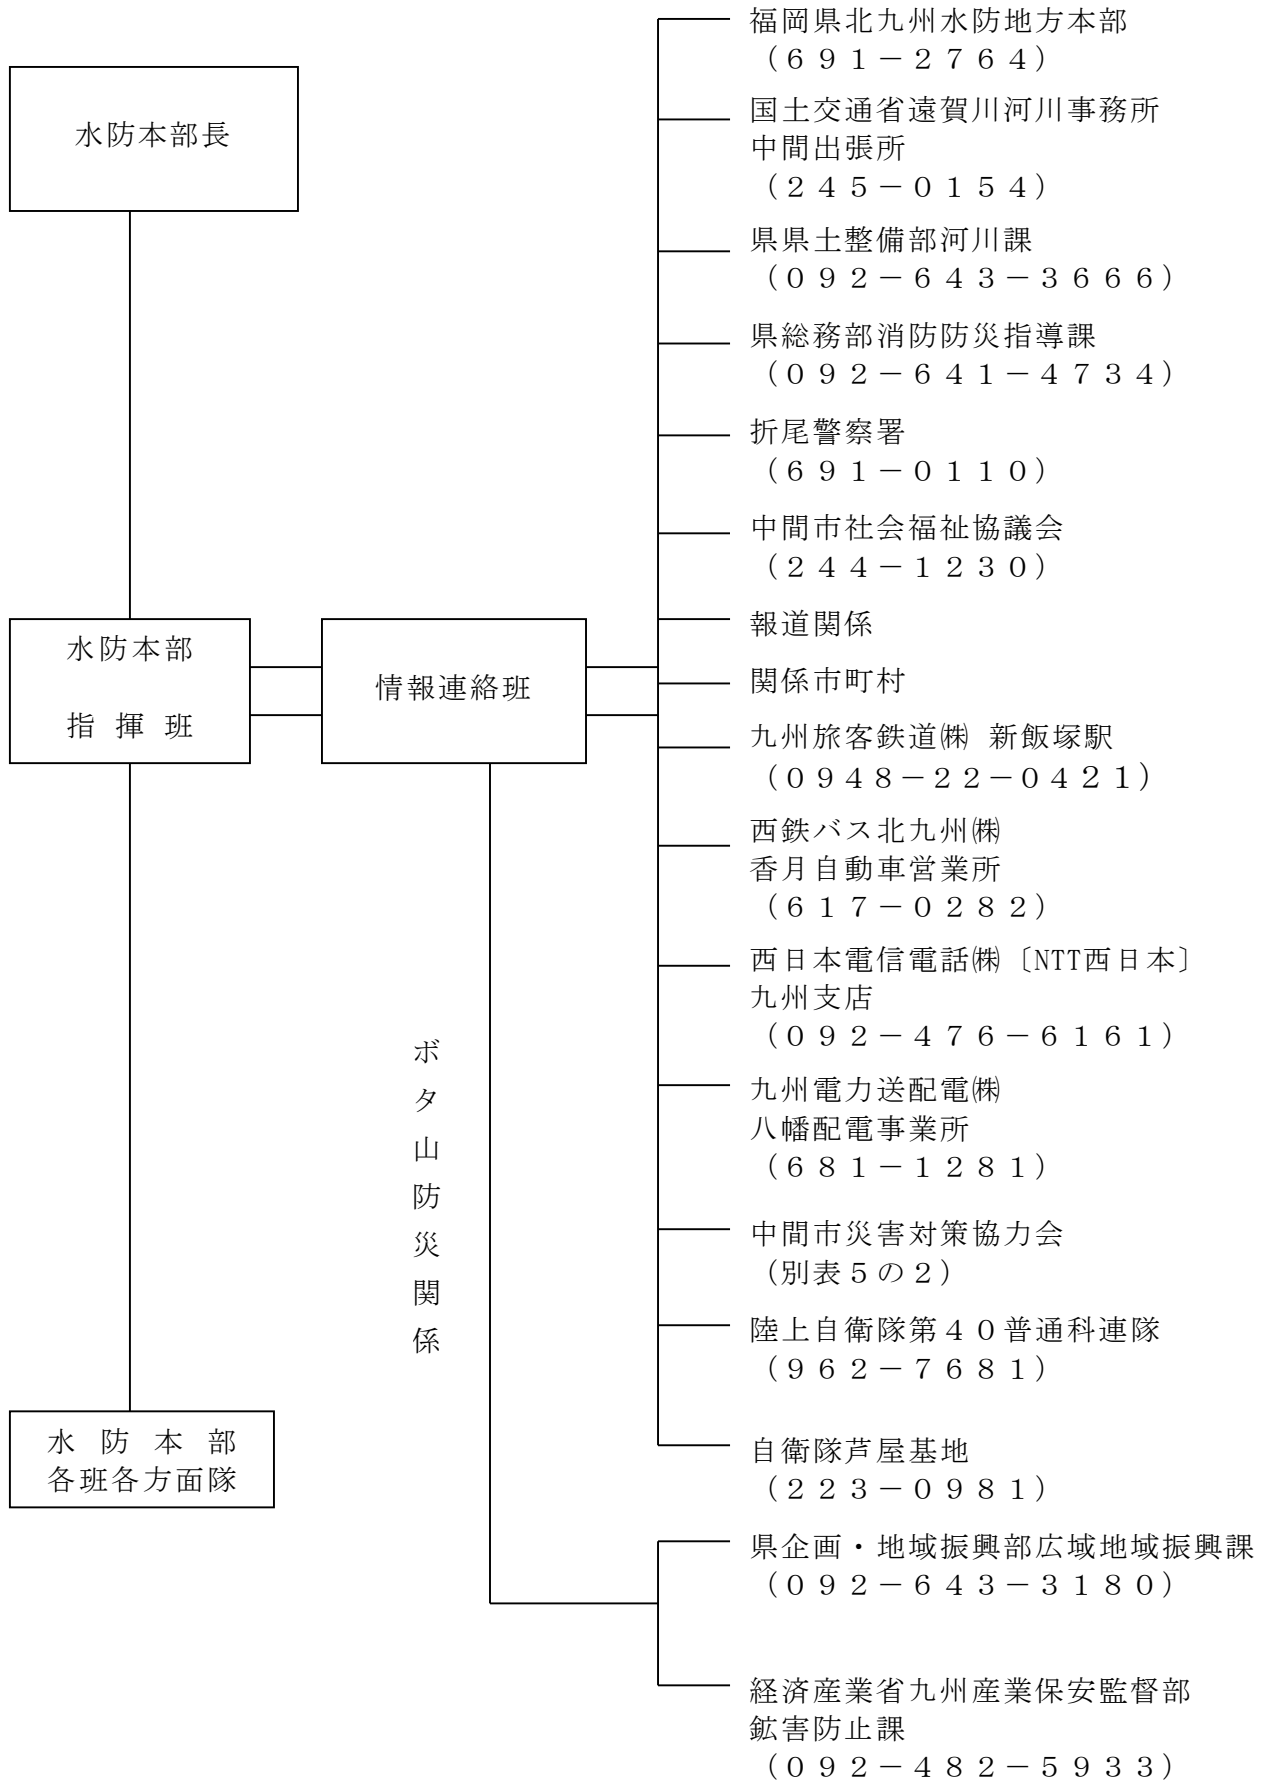 水防本部長
水防本部
指 揮 班
情報連絡班
水 防 本 部
各班各方面隊
ボタ山防災関係
福岡県北九州水防地方本部
（６９１－２７６４）
国土交通省遠賀川河川事務所
中間出張所
（２４５－０１５４）
県県土整備部河川課
（０９２－６４３－３６６６）
県総務部消防防災指導課
（０９２－６４１－４７３４）
折尾警察署
（６９１－０１１０）
中間市社会福祉協議会
（２４４－１２３０）
報道関係
関係市町村
九州旅客鉄道㈱ 新飯塚駅
（０９４８－２２－０４２１）
西鉄バス北九州㈱
香月自動車営業所
（６１７－０２８２）
西日本電信電話㈱〔NTT西日本〕
九州支店
（０９２－４７６－６１６１）
九州電力送配電㈱
八幡配電事業所
（６８１－１２８１）
中間市災害対策協力会
（別表５の２）
陸上自衛隊第４０普通科連隊
（９６２－７６８１）
自衛隊芦屋基地
（２２３－０９８１）
県企画・地域振興部広域地域振興課
（０９２－６４３－３１８０）
経済産業省九州産業保安監督部
鉱害防止課
（０９２－４８２－５９３３）